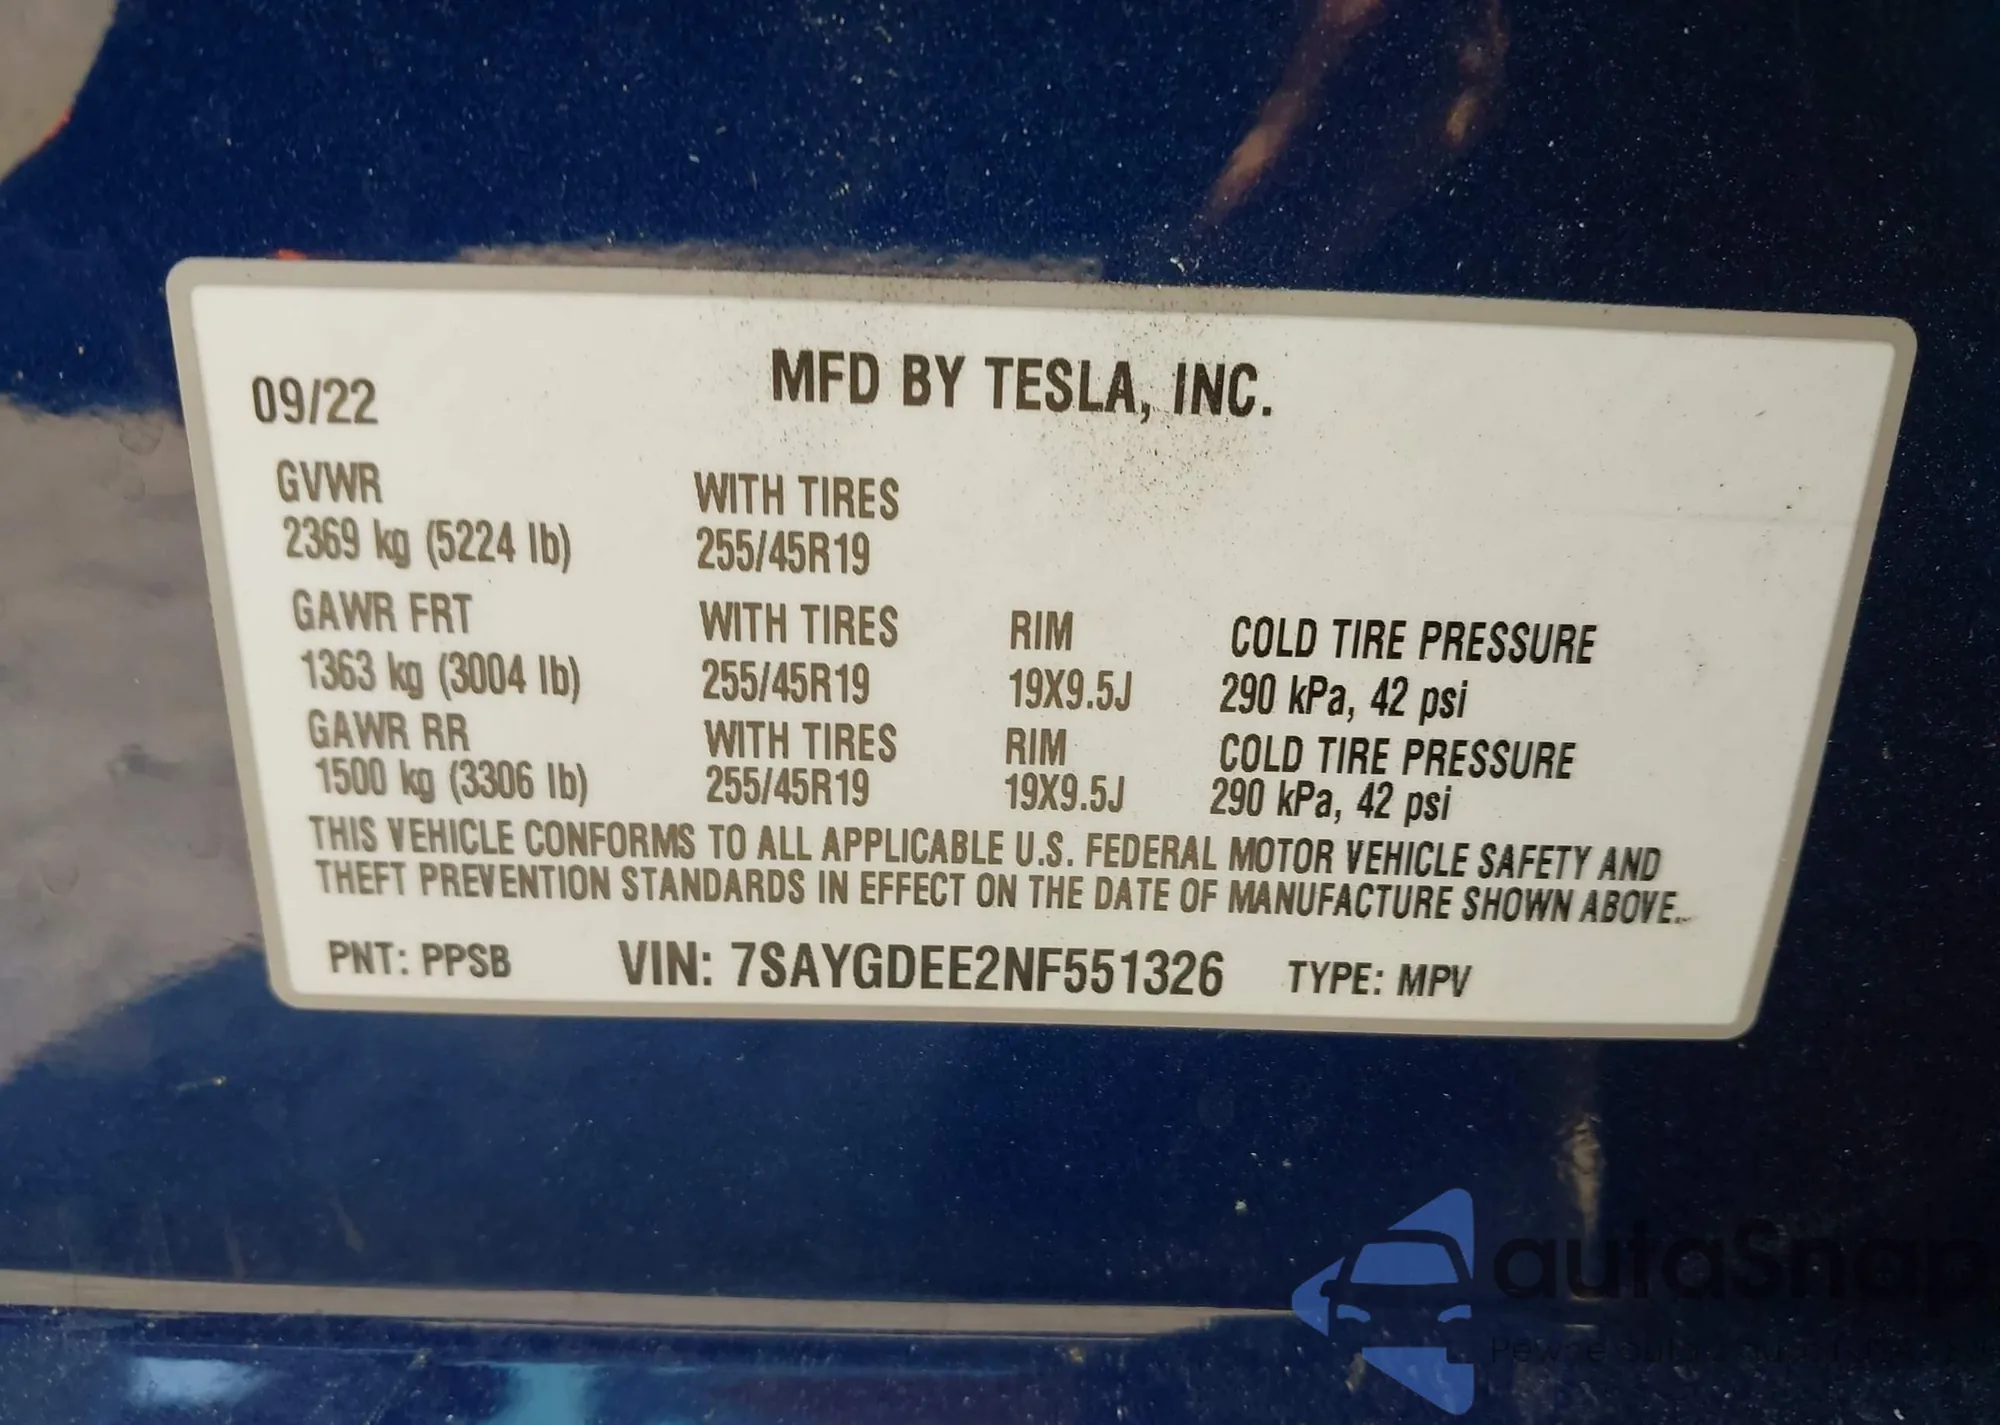 09/22 MFD BY TESLA, INC.
GVWR WITH TIRES
2369 kg (5224 lb) 255/45R19
GAWR FRT WITH TIRES RIM COLD TIRE PRESSURE
1363 kg (3004 lb) 255/45R19 19X9.5J 290 kPa, 42 psi
GAWR RR WITH TIRES RIM COLD TIRE PRESSURE
1500 kg (3306 lb) 255/45R19 19X9.5J 290 kPa, 42 psi
THIS VEHICLE CONFORMS TO ALL APPLICABLE U.S. FEDERAL MOTOR VEHICLE SAFETY AND
THEFT PREVENTION STANDARDS IN EFFECT ON THE DATE OF MANUFACTURE SHOWN ABOVE.
PNT: PPSB VIN: 7SAYGDEE2NF551326 TYPE: MPV
autaSnap